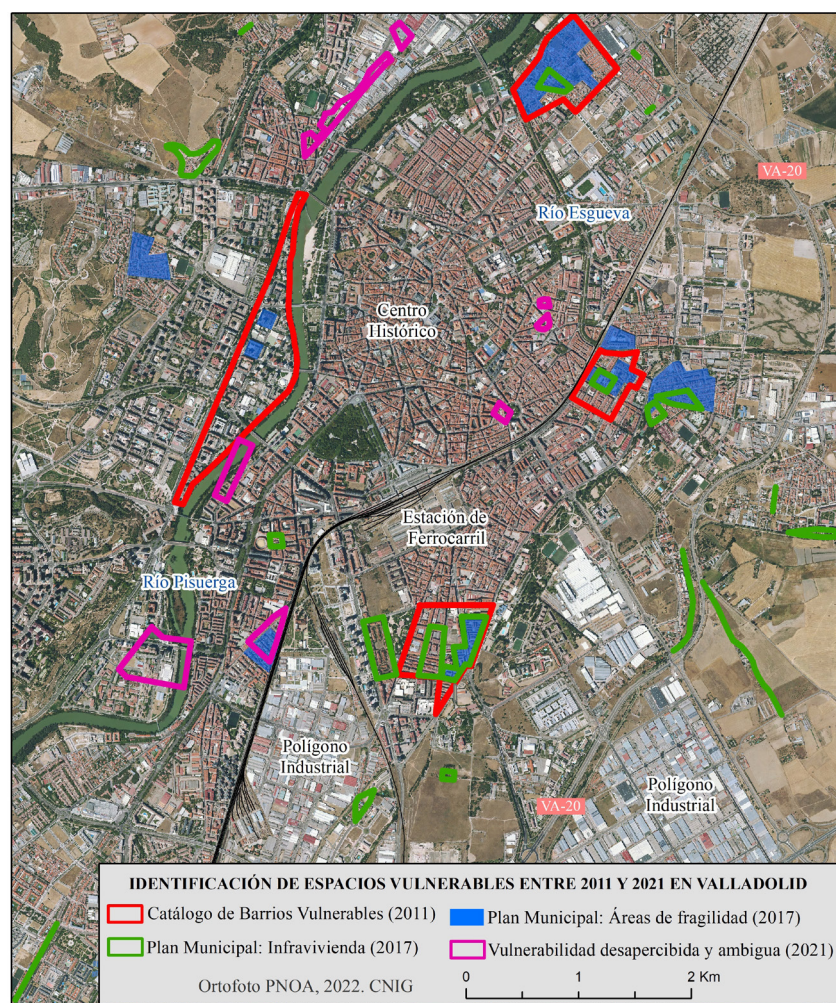 VA-20
Río Esgueva
Centro
Histórico
Estación de
Ferrocarril
Río Pisuerga
Polígono
Industrial
Polígono
Industrial
VA-20
IDENTIFICACIÓN DE ESPACIOS VULNERABLES ENTRE 2011 Y 2021 EN VALLADOLID
Catálogo de Barrios Vulnerables (2011)
Plan Municipal: Áreas de fragilidad (2017)
Plan Municipal: Infravivienda (2017)
Vulnerabilidad desapercibida y ambigua (2021)
Ortofoto PNOA, 2022. CNIG
0 1 2 Km